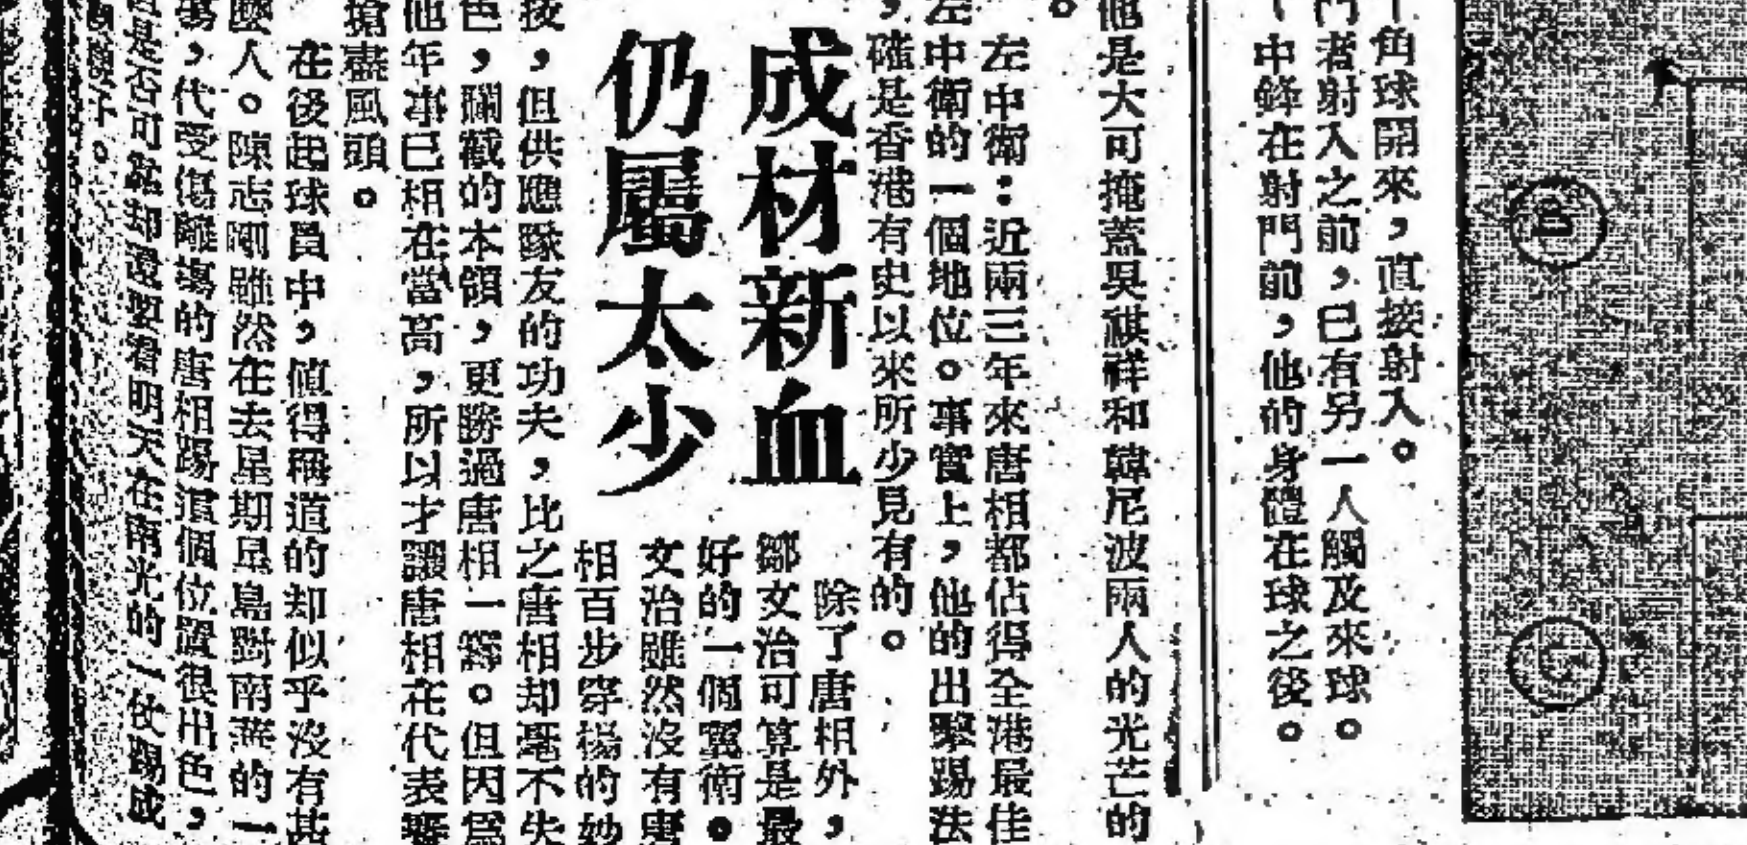 角球開來，直接射入。
門者射入之前，已有另一人觸及來球。
中鋒在射門前，他的身體在球之後。
他是大可掩蓋吳祺祥和韓尼波兩人的光芒的
。
左中衛：近兩三年來唐相都佔得全港最佳
左中衛的一個地位。事實上，他的出擊踢法
，確是香港有史以來所少見有的。
成材新血
仍屬太少
除了唐相外，
鄒文治可算是最
好的一個翼衛。
文治雖然沒有唐
相百步穿楊的妙
技，但供應隊友的功夫，比之唐相却毫不失
色，攔截的本領，更勝過唐相一籌。但因爲
他年事已相在當高，所以才讓唐相在代表
搶盡風頭。
在後起球員中，値得稱道的却似乎沒有甚
麼人。陳志剛雖然在去星期星島對南華的一
塲，代受傷離塲的唐相踢這個位置很出色，
是否可就却還要看明天在南光的一仗踢成
樣子。
B
C